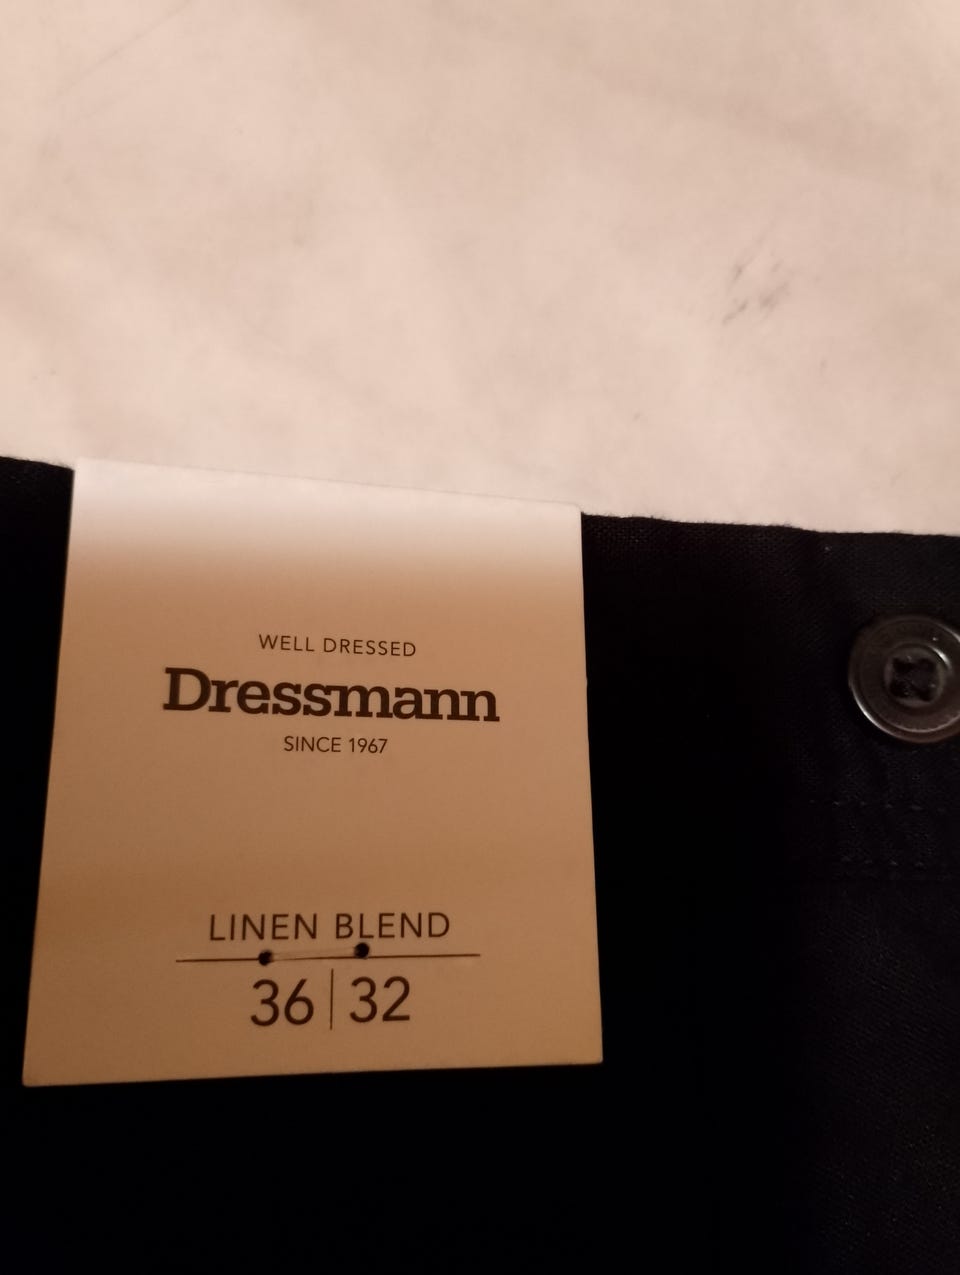 WELL DRESSED
Dressmann
SINCE 1967
LINEN BLEND
36 | 32